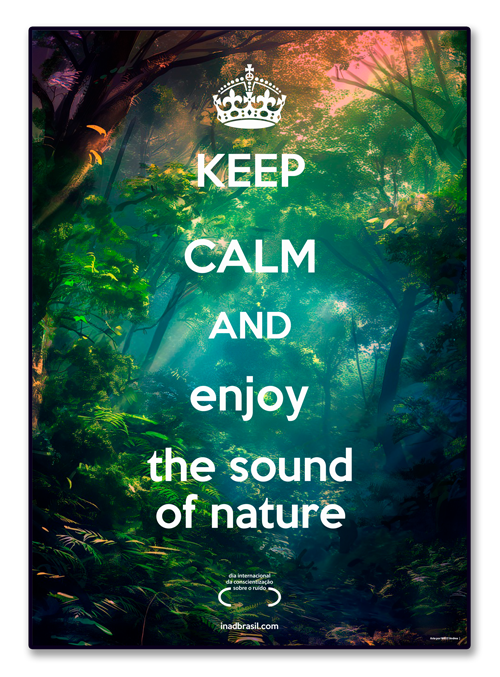 KEEP
CALM
AND
enjoy
the sound
of nature
dia internacional
da conscientização
sobre o ruído
inadbrasil.com